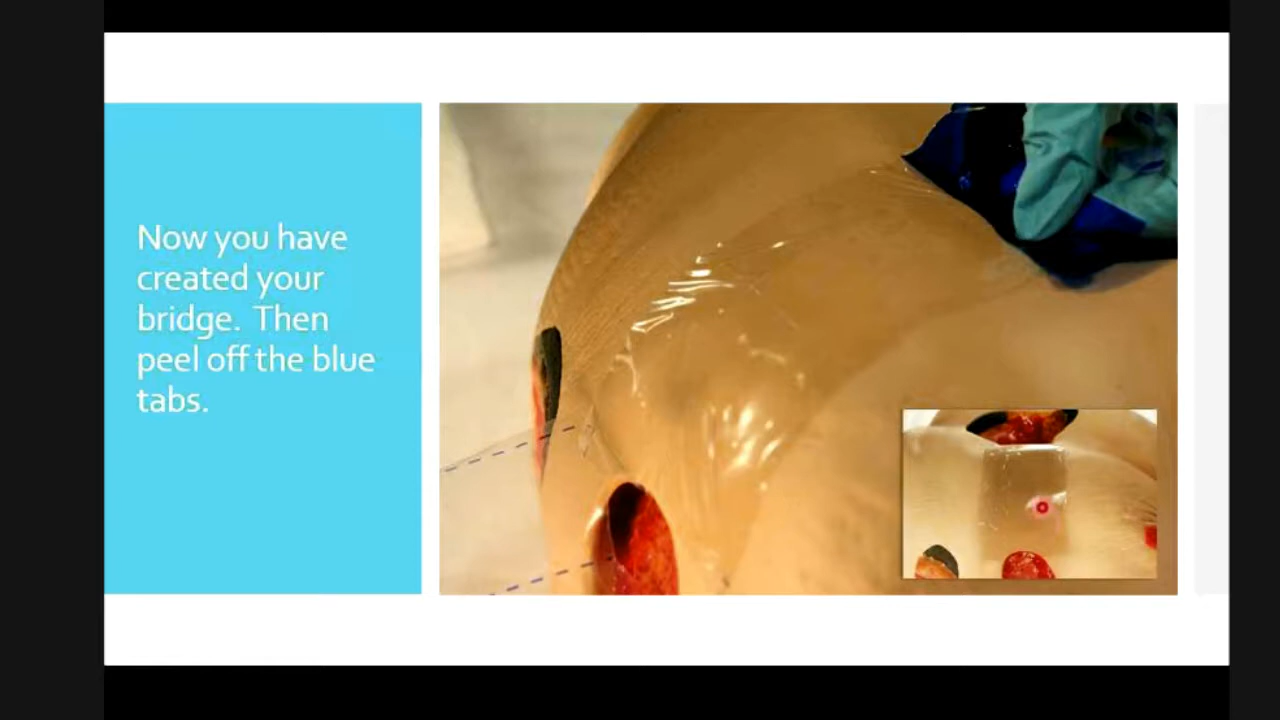 Now you have
created your
bridge. Then
peel off the blue
tabs.